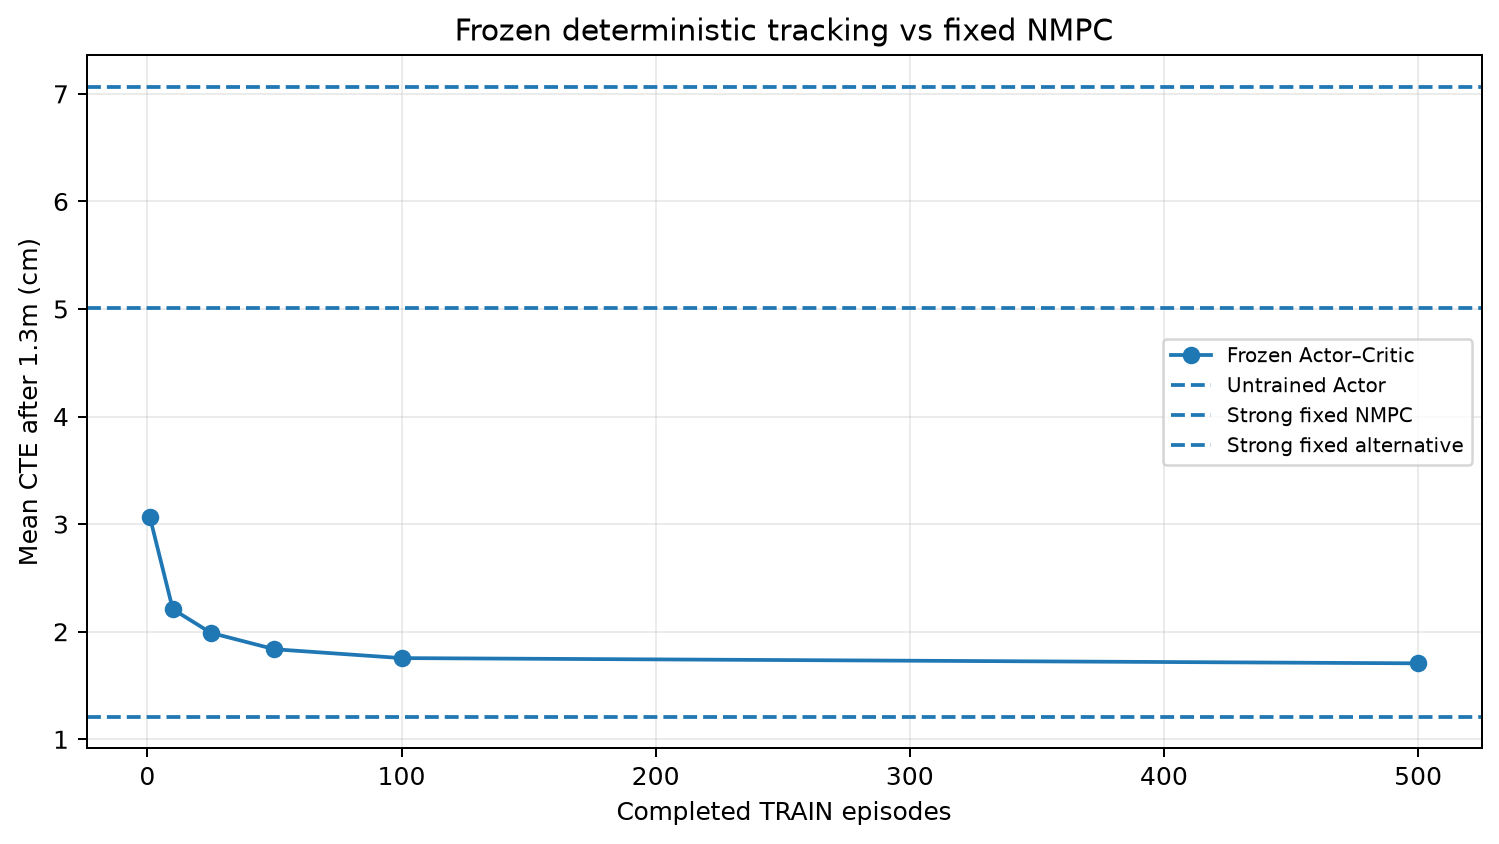 Frozen deterministic tracking vs fixed NMPC
7
6
5
4
3
2
1
Mean CTE after 1.3m (cm)
Frozen Actor–Critic
Untrained Actor
Strong fixed NMPC
Strong fixed alternative
0 100 200 300 400 500
Completed TRAIN episodes